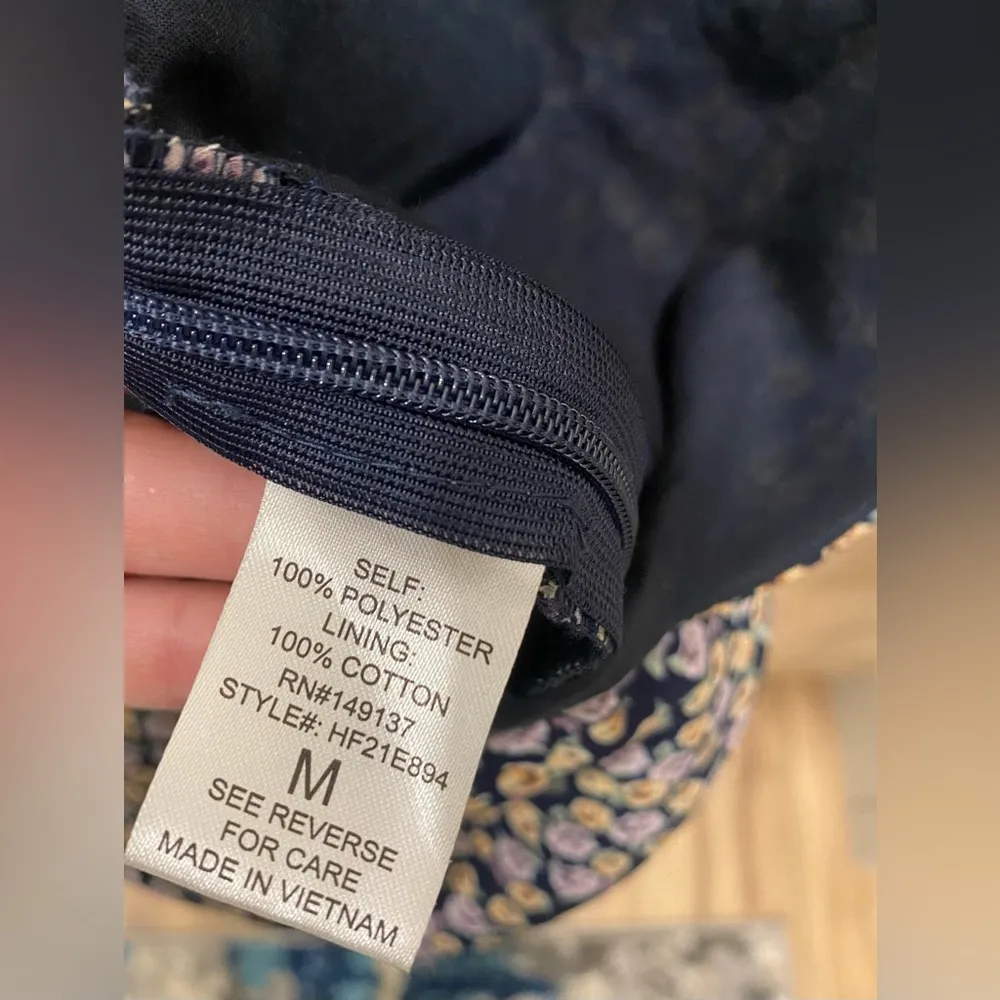 SELF:
100% POLYESTER
LINING:
100% COTTON
RN#149137
STYLE#: HF21E894
M
SEE REVERSE
FOR CARE
MADE IN VIETNAM